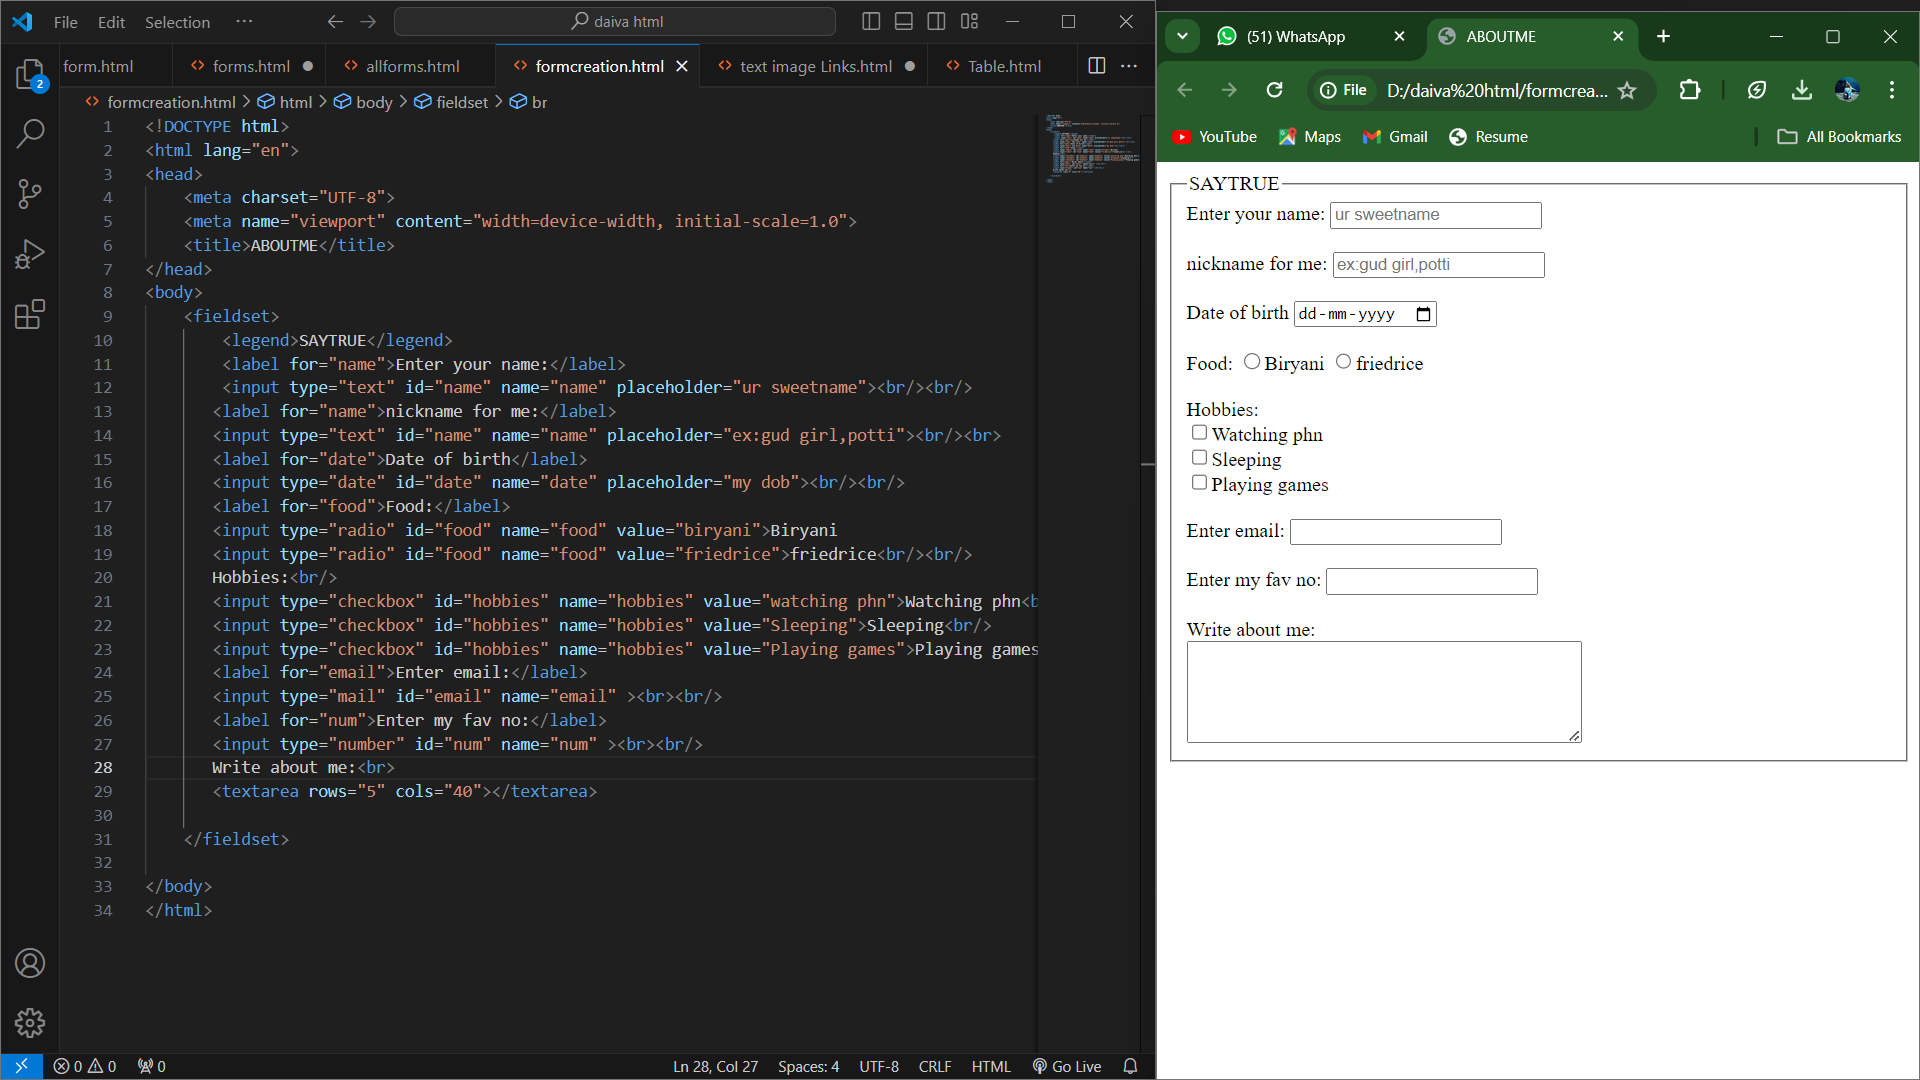 File Edit Selection ··· daiva html
form.html forms.html allforms.html formcreation.html text image Links.html Table.html ···
2
formcreation.html > html > body > fieldset > br
1 <!DOCTYPE html>
2 <html lang="en">
3 <head>
4 <meta charset="UTF-8">
5 <meta name="viewport" content="width=device-width, initial-scale=1.0">
6 <title>ABOUTME</title>
7 </head>
8 <body>
9 <fieldset>
10 <legend>SAYTRUE</legend>
11 <label for="name">Enter your name:</label>
12 <input type="text" id="name" name="name" placeholder="ur sweetname"><br/><br/>
13 <label for="name">nickname for me:</label>
14 <input type="text" id="name" name="name" placeholder="ex:gud girl,potti"><br/><br>
15 <label for="date">Date of birth</label>
16 <input type="date" id="date" name="date" placeholder="my dob"><br/><br/>
17 <label for="food">Food:</label>
18 <input type="radio" id="food" name="food" value="biryani">Biryani
19 <input type="radio" id="food" name="food" value="friedrice">friedrice<br/><br/>
20 Hobbies:<br/>
21 <input type="checkbox" id="hobbies" name="hobbies" value="watching phn">Watching phn<b
22 <input type="checkbox" id="hobbies" name="hobbies" value="Sleeping">Sleeping<br/>
23 <input type="checkbox" id="hobbies" name="hobbies" value="Playing games">Playing games
24 <label for="email">Enter email:</label>
25 <input type="mail" id="email" name="email" ><br><br/>
26 <label for="num">Enter my fav no:</label>
27 <input type="number" id="num" name="num" ><br><br/>
28 Write about me:<br>
29 <textarea rows="5" cols="40"></textarea>
30
31 </fieldset>
32
33 </body>
34 </html>
0 0 0 Ln 28, Col 27 Spaces: 4 UTF-8 CRLF HTML Go Live
(51) WhatsApp ABOUTME
File D:/daiva%20html/formcrea...
YouTube Maps Gmail Resume All Bookmarks
SAYTRUE
Enter your name: ur sweetname
nickname for me: ex:gud girl,potti
Date of birth dd-mm-yyyy
Food: Biryani friedrice
Hobbies:
Watching phn
Sleeping
Playing games
Enter email:
Enter my fav no:
Write about me: